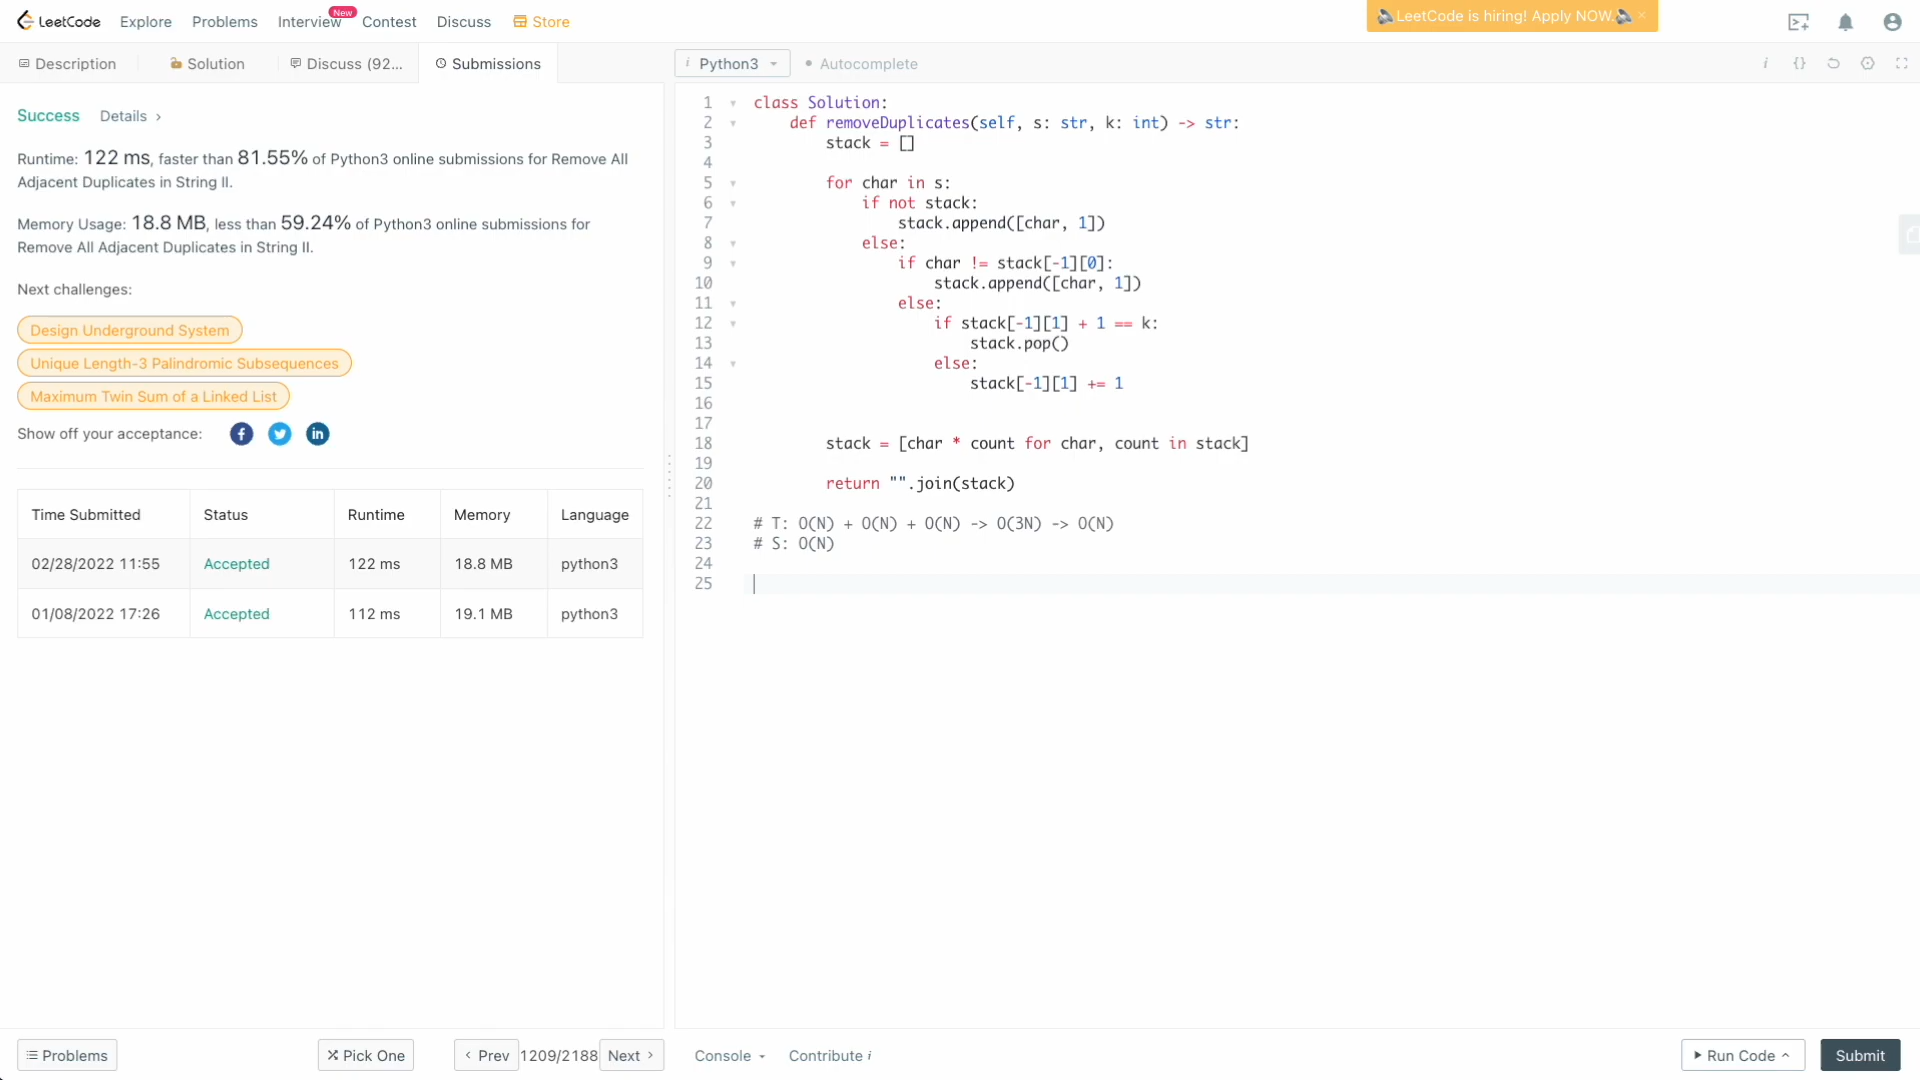 LeetCode Explore Problems Interview New Contest Discuss Store LeetCode is hiring! Apply NOW. ×
Description Solution Discuss (92... Submissions
i Python3 • Autocomplete i {}
Success Details ›
Runtime: 122 ms, faster than 81.55% of Python3 online submissions for Remove All
Adjacent Duplicates in String II.
Memory Usage: 18.8 MB, less than 59.24% of Python3 online submissions for
Remove All Adjacent Duplicates in String II.
Next challenges:
Design Underground System
Unique Length-3 Palindromic Subsequences
Maximum Twin Sum of a Linked List
Show off your acceptance:
Time Submitted Status Runtime Memory Language
02/28/2022 11:55 Accepted 122 ms 18.8 MB python3
01/08/2022 17:26 Accepted 112 ms 19.1 MB python3
1 class Solution:
2 def removeDuplicates(self, s: str, k: int) -> str:
3 stack = []
4
5 for char in s:
6 if not stack:
7 stack.append([char, 1])
8 else:
9 if char != stack[-1][0]:
10 stack.append([char, 1])
11 else:
12 if stack[-1][1] + 1 == k:
13 stack.pop()
14 else:
15 stack[-1][1] += 1
16
17
18 stack = [char * count for char, count in stack]
19
20 return "".join(stack)
21
22 # T: O(N) + O(N) + O(N) -> O(3N) -> O(N)
23 # S: O(N)
24
25
Problems Pick One ‹ Prev 1209/2188 Next › Console Contribute i Run Code Submit